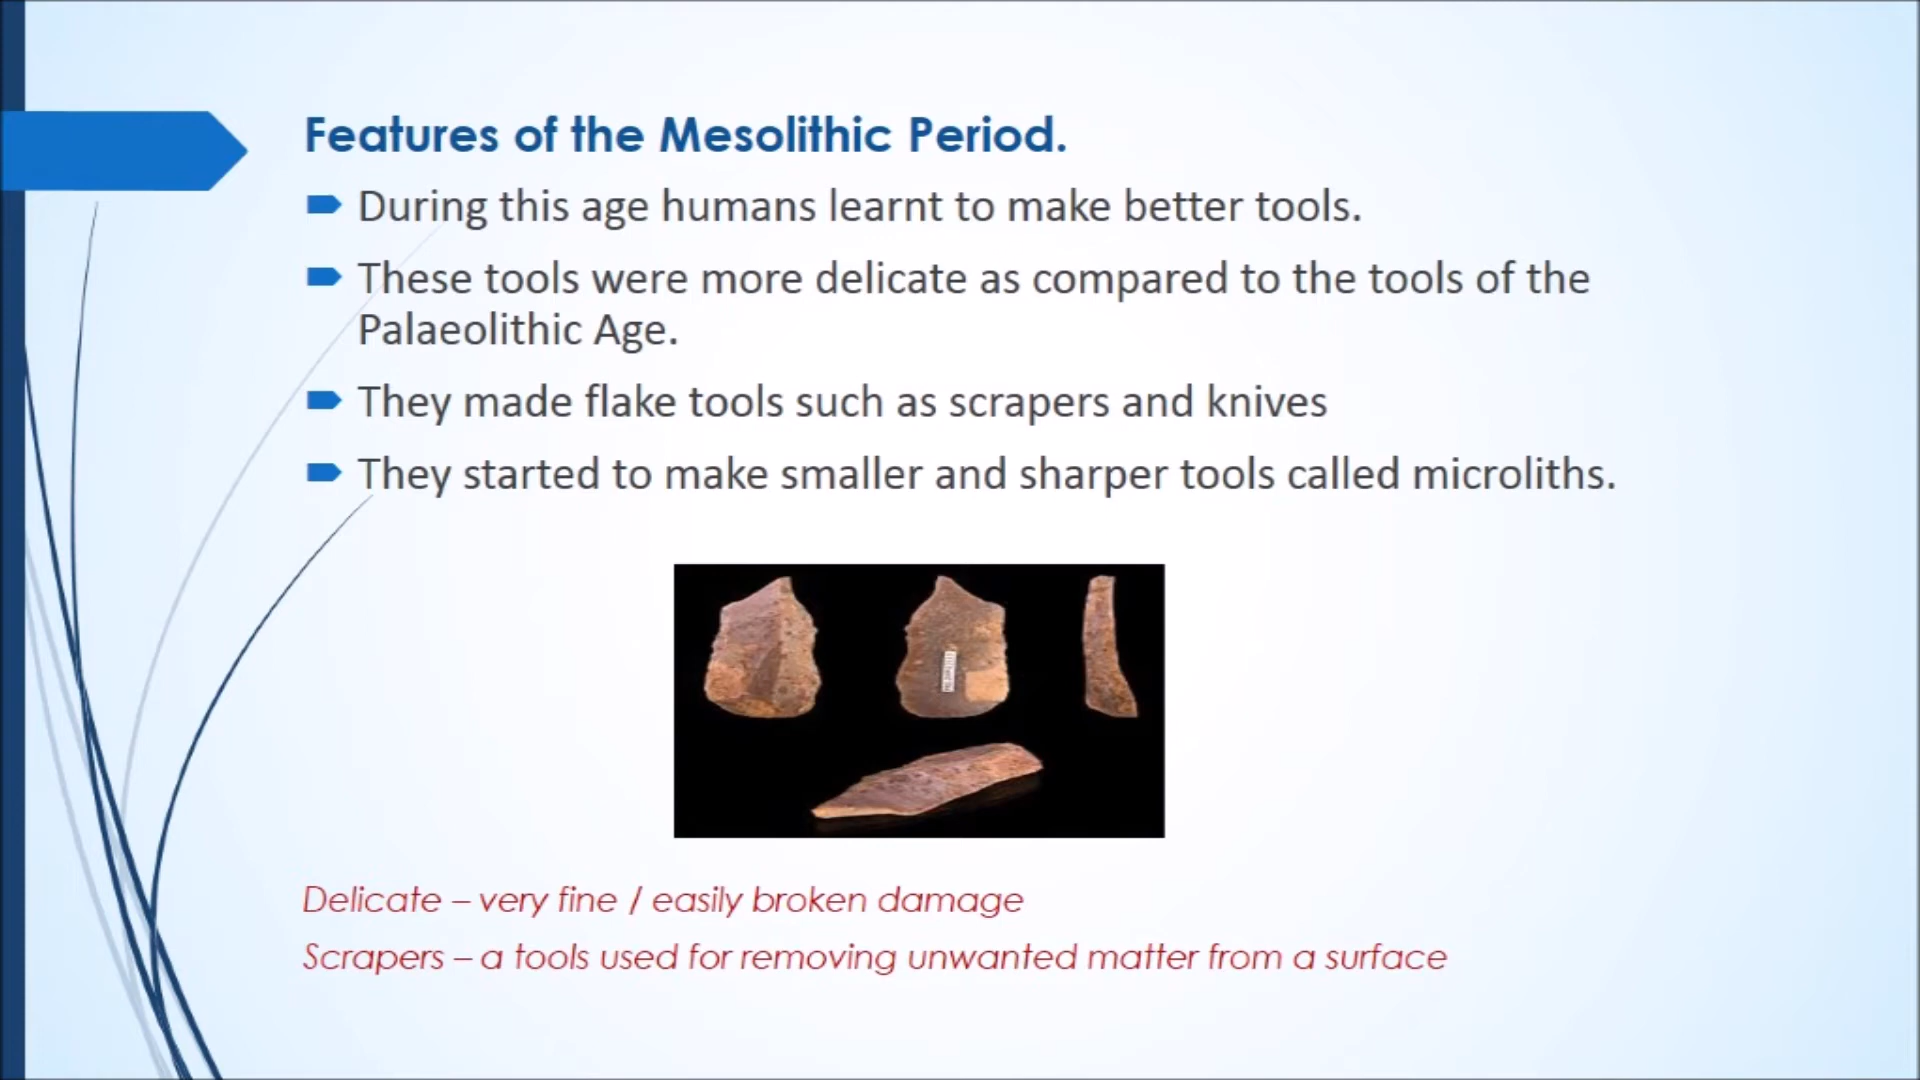 Features of the Mesolithic Period.
During this age humans learnt to make better tools.
These tools were more delicate as compared to the tools of the
Palaeolithic Age.
They made flake tools such as scrapers and knives
They started to make smaller and sharper tools called microliths.
Delicate – very fine / easily broken damage
Scrapers – a tools used for removing unwanted matter from a surface